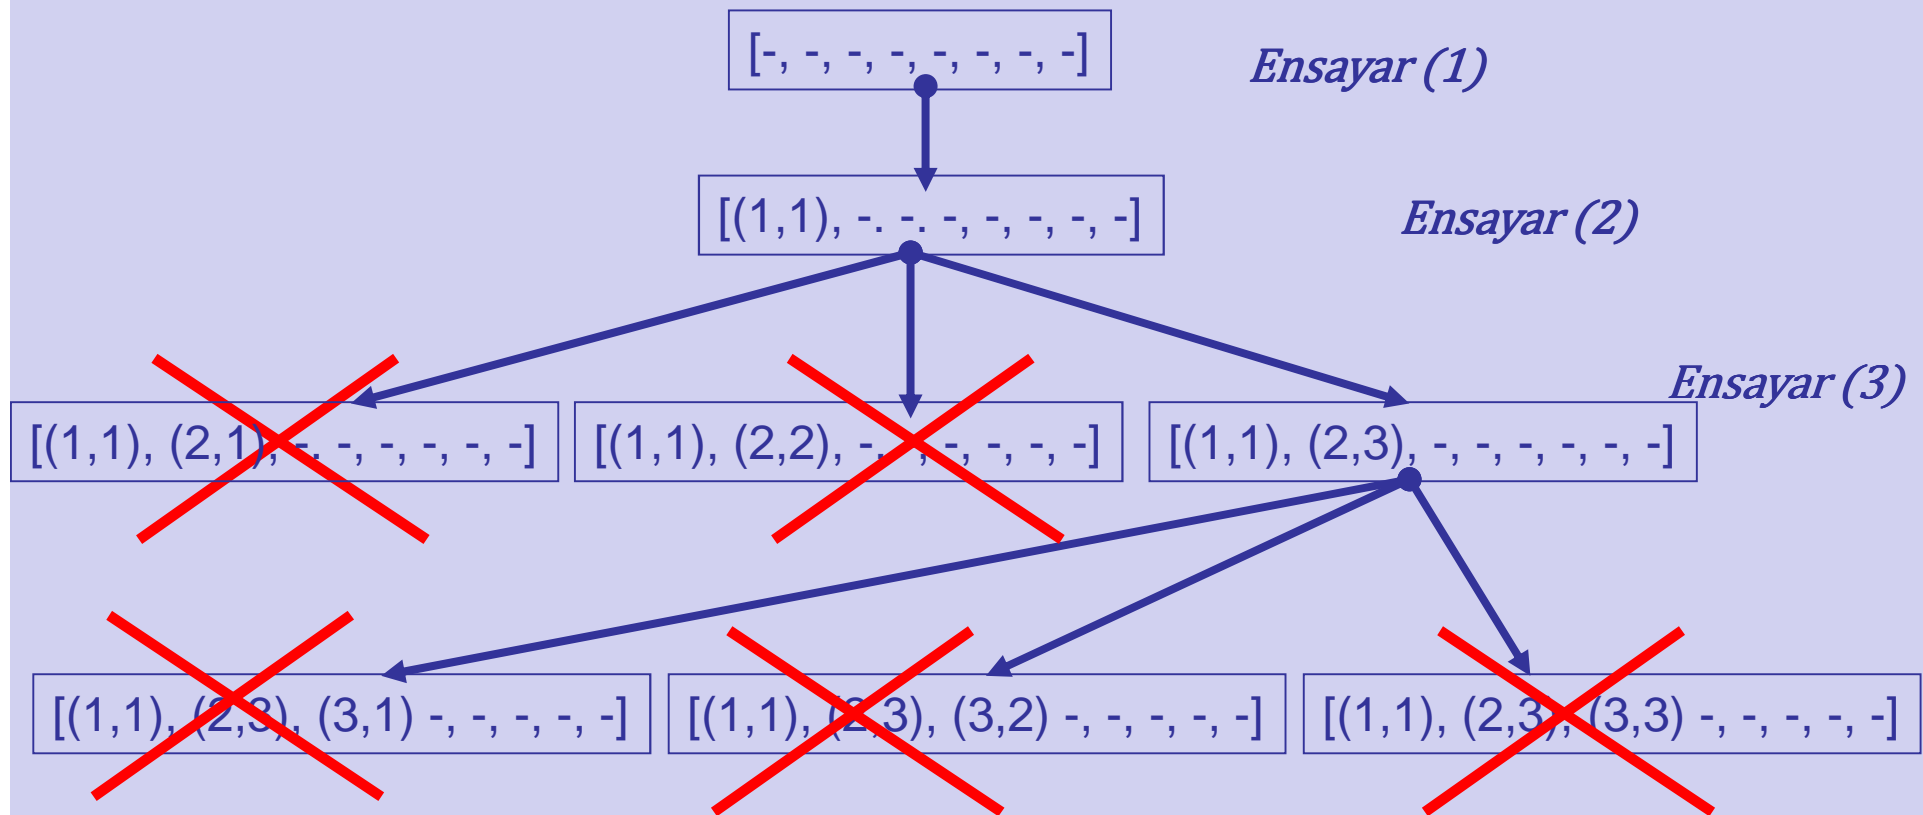 [-, -, -, -, -, -, -, -]
Ensayar (1)
[(1,1), -. -. -, -, -, -, -]
Ensayar (2)
Ensayar (3)
[(1,1), (2,1), -. -, -, -, -, -]
[(1,1), (2,2), -. -, -, -, -, -]
[(1,1), (2,3), -, -, -, -, -, -]
[(1,1), (2,3), (3,1) -, -, -, -, -]
[(1,1), (2,3), (3,2) -, -, -, -, -]
[(1,1), (2,3), (3,3) -, -, -, -, -]